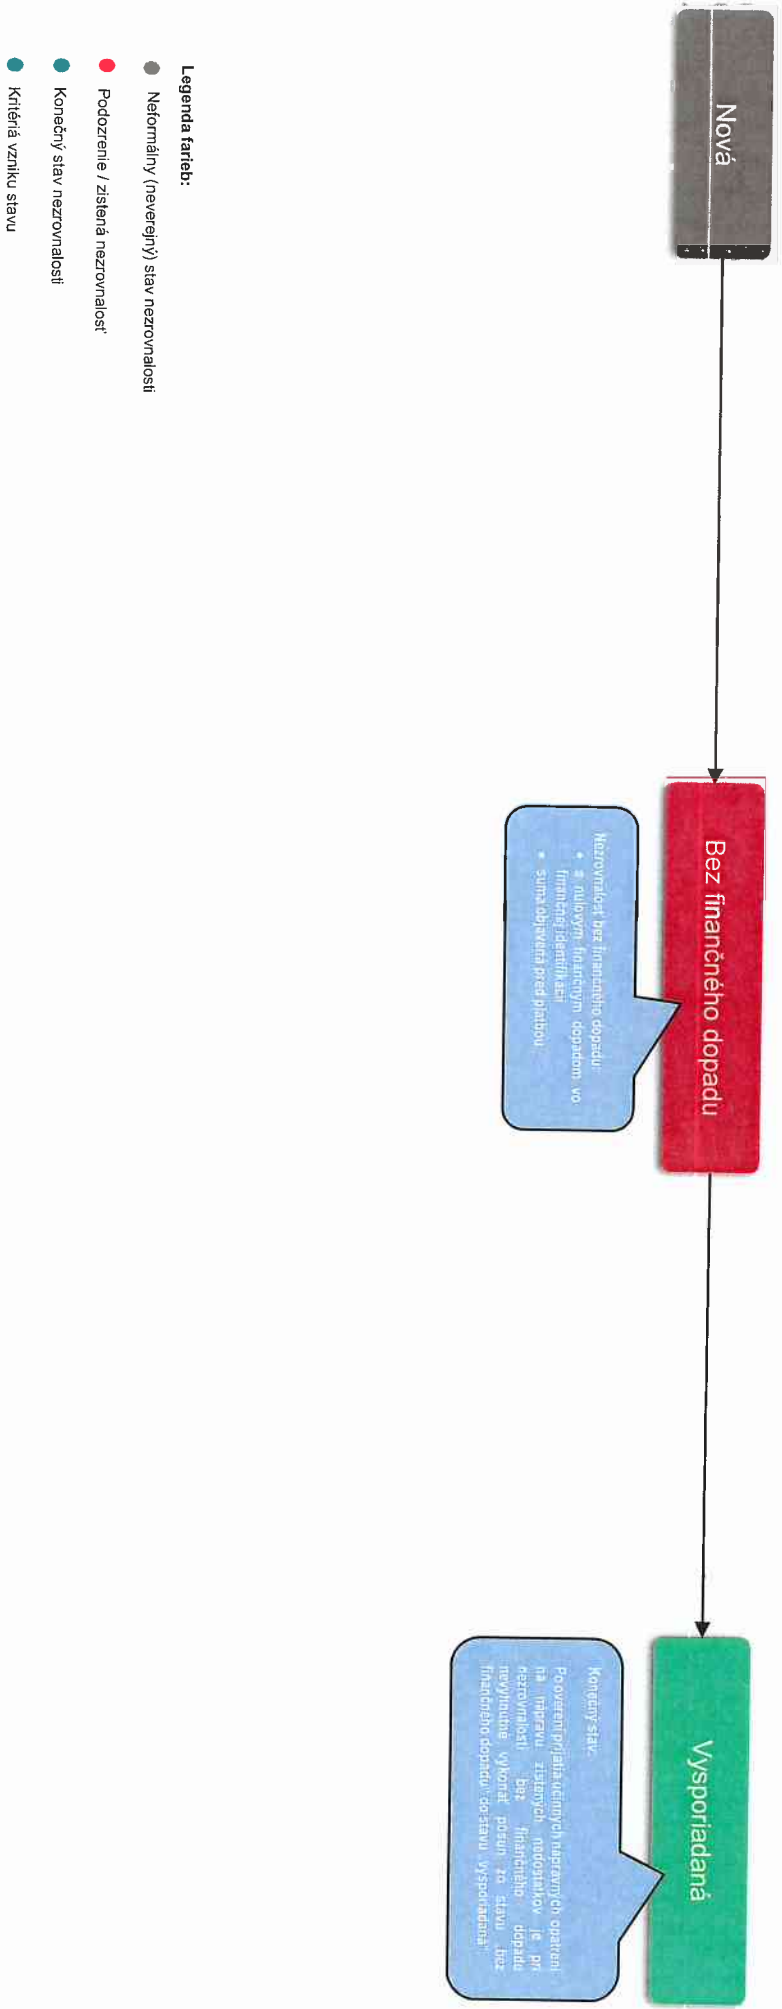 Nová
Bez finančného dopadu
Vysporiadaná
Nezrovnalosť bez finančného dopadu:
• s nulovým finančným dopadom vo
finančnej identifikácii
• suma objavená pred platbou
Konečný stav:
Po overení prijatia účinných nápravných opatrení
na nápravu zistených nedostatkov je pri
nezrovnalosti bez finančného dopadu
nevyhnutné vykonať posun zo stavu „bez
finančného dopadu“ do stavu „vysporiadaná“
Legenda farieb:
Neformálny (neverejný) stav nezrovnalosti
Podozrenie / zistená nezrovnalosť
Konečný stav nezrovnalosti
Kritériá vzniku stavu